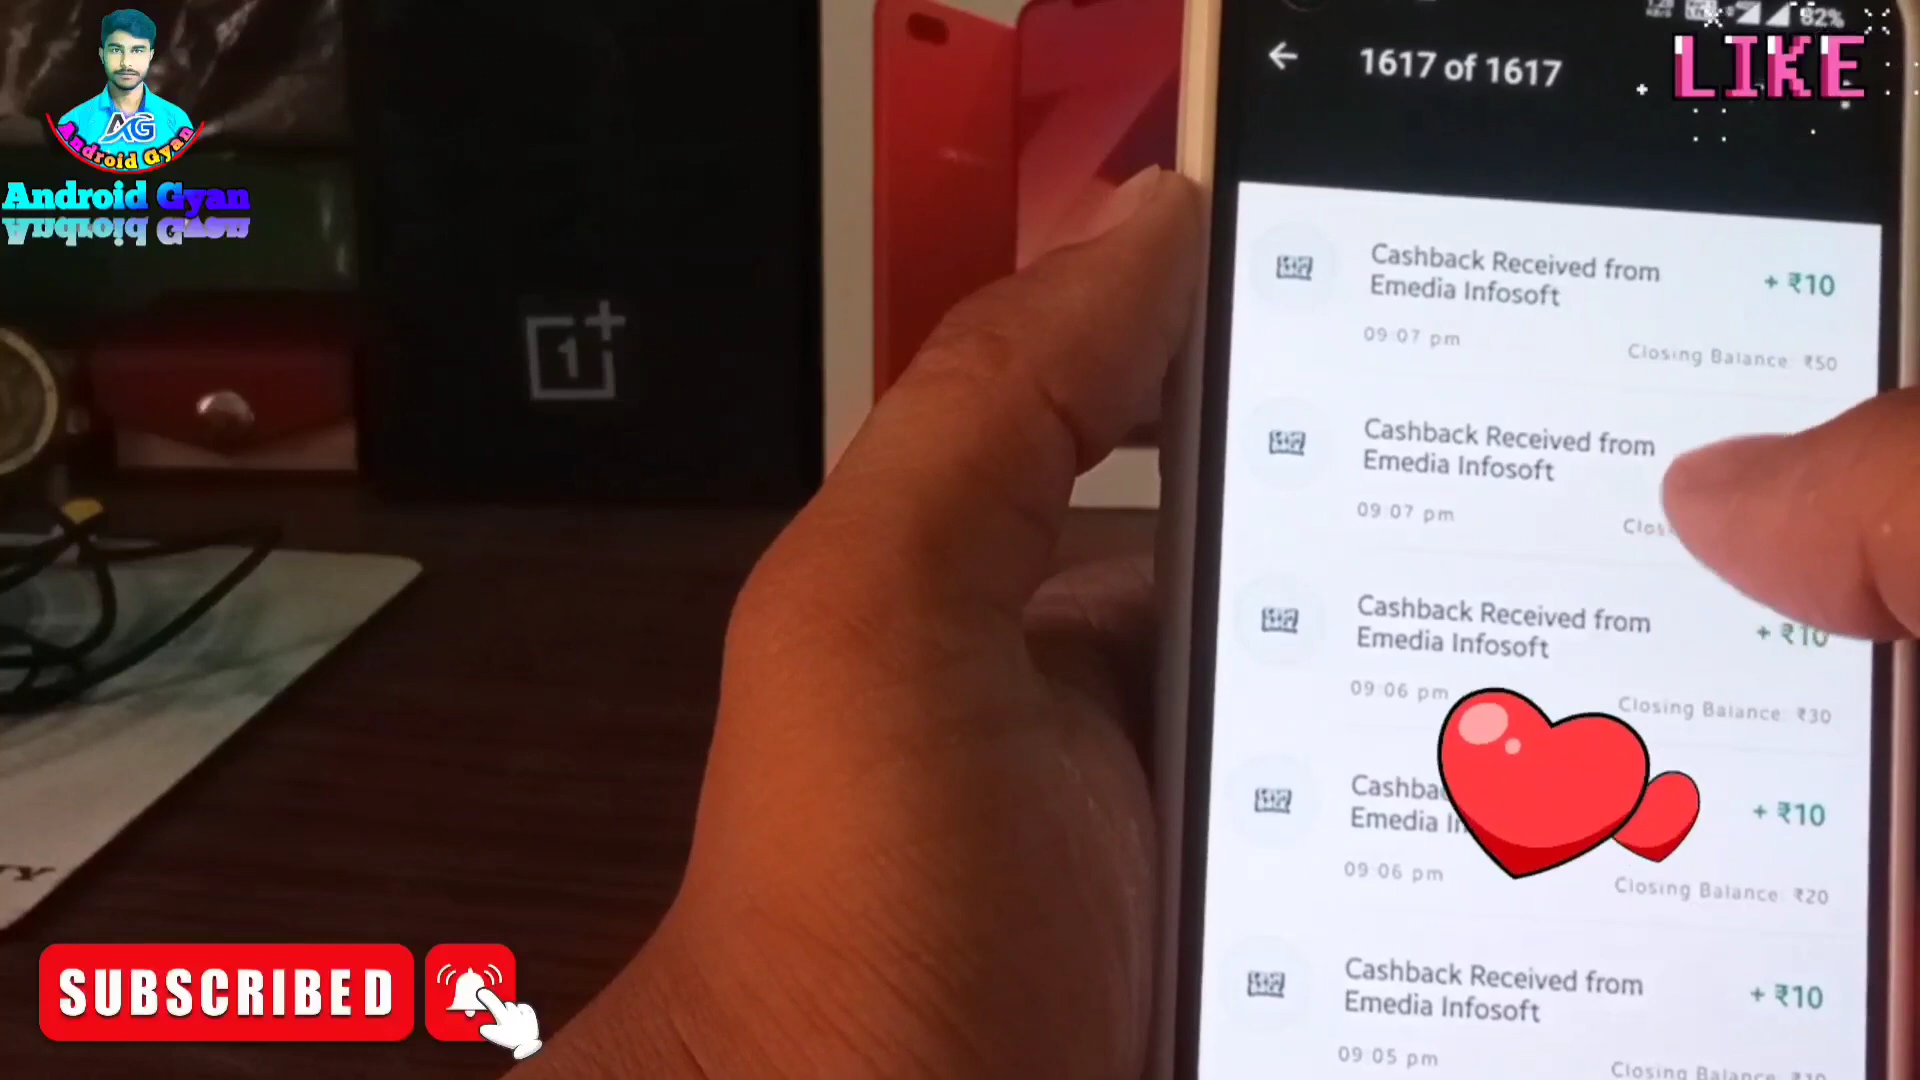 AG
Android Gyan
Android Gyan
1617 of 1617
82%
LIKE
Cashback Received from
Emedia Infosoft
+ ₹10
09:07 pm
Closing Balance: ₹50
Cashback Received from
Emedia Infosoft
09:07 pm
Cashback Received from
Emedia Infosoft
+ ₹10
09:06 pm
Closing Balance: ₹30
Emedia
+ ₹10
09:06 pm
Closing Balance: ₹20
Cashback Received from
Emedia Infosoft
+ ₹10
09:05 pm
Closing Balance: ₹10
1+
SUBSCRIBED